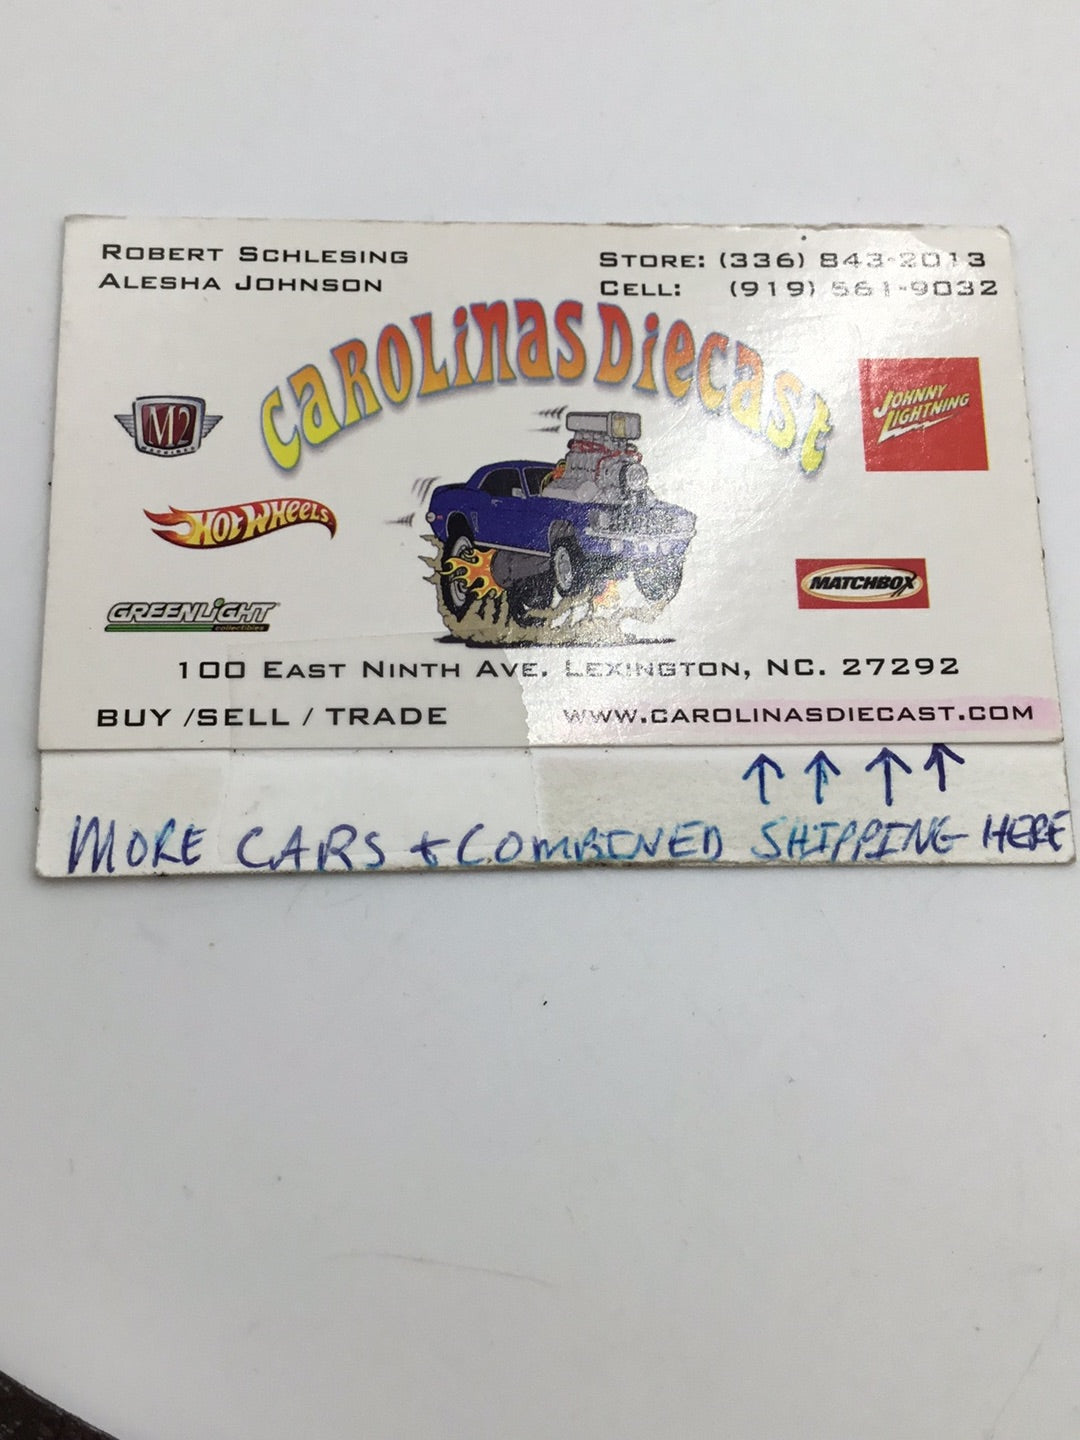 ROBERT SCHLESING
ALESHA JOHNSON
STORE: (336) 843-2013
CELL: (919) 561-9032
CAROLINAS DIECAST
M2
MACHINES
JOHNNY
LIGHTNING
HOT WHEELS
MATCHBOX
GREENLIGHT
collectibles
100 EAST NINTH AVE. LEXINGTON, NC. 27292
BUY /SELL / TRADE
WWW.CAROLINASDIECAST.COM
MORE CARS + COMBINED SHIPPING HERE